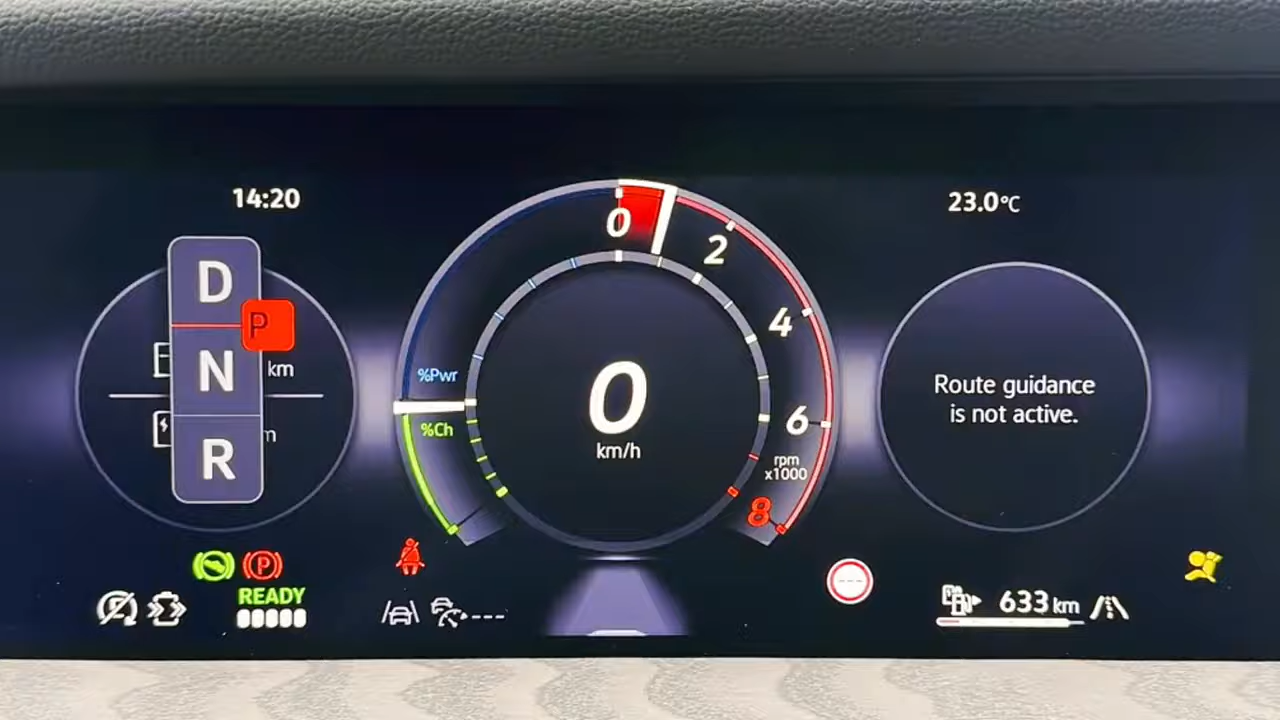 14:20
23.0°C
D
P
N
R
km
m
0
2
4
6
8
rpm
x1000
%Pwr
%Ch
0
km/h
Route guidance
is not active.
P
READY
---
---
633 km